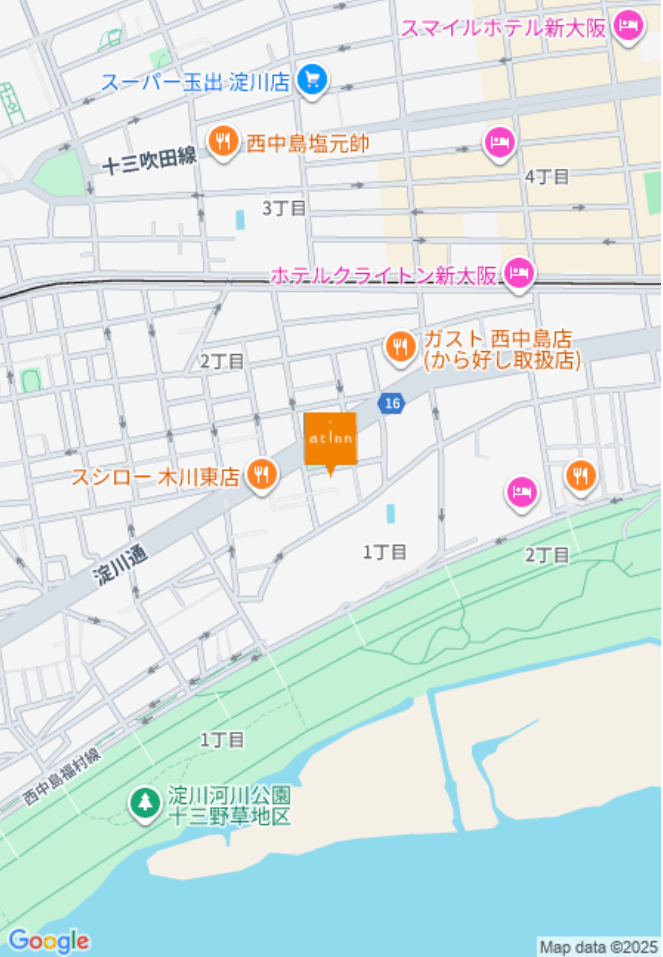 スマイルホテル新大阪
スーパー玉出 淀川店
西中島塩元帥
十三吹田線
4丁目
3丁目
ホテルクライトン新大阪
ガスト 西中島店
(から好し取扱店)
2丁目
16
at Inn
スシロー 木川東店
淀川通
1丁目
2丁目
1丁目
西中島福村線
淀川河川公園
十三野草地区
Google
Map data ©2025